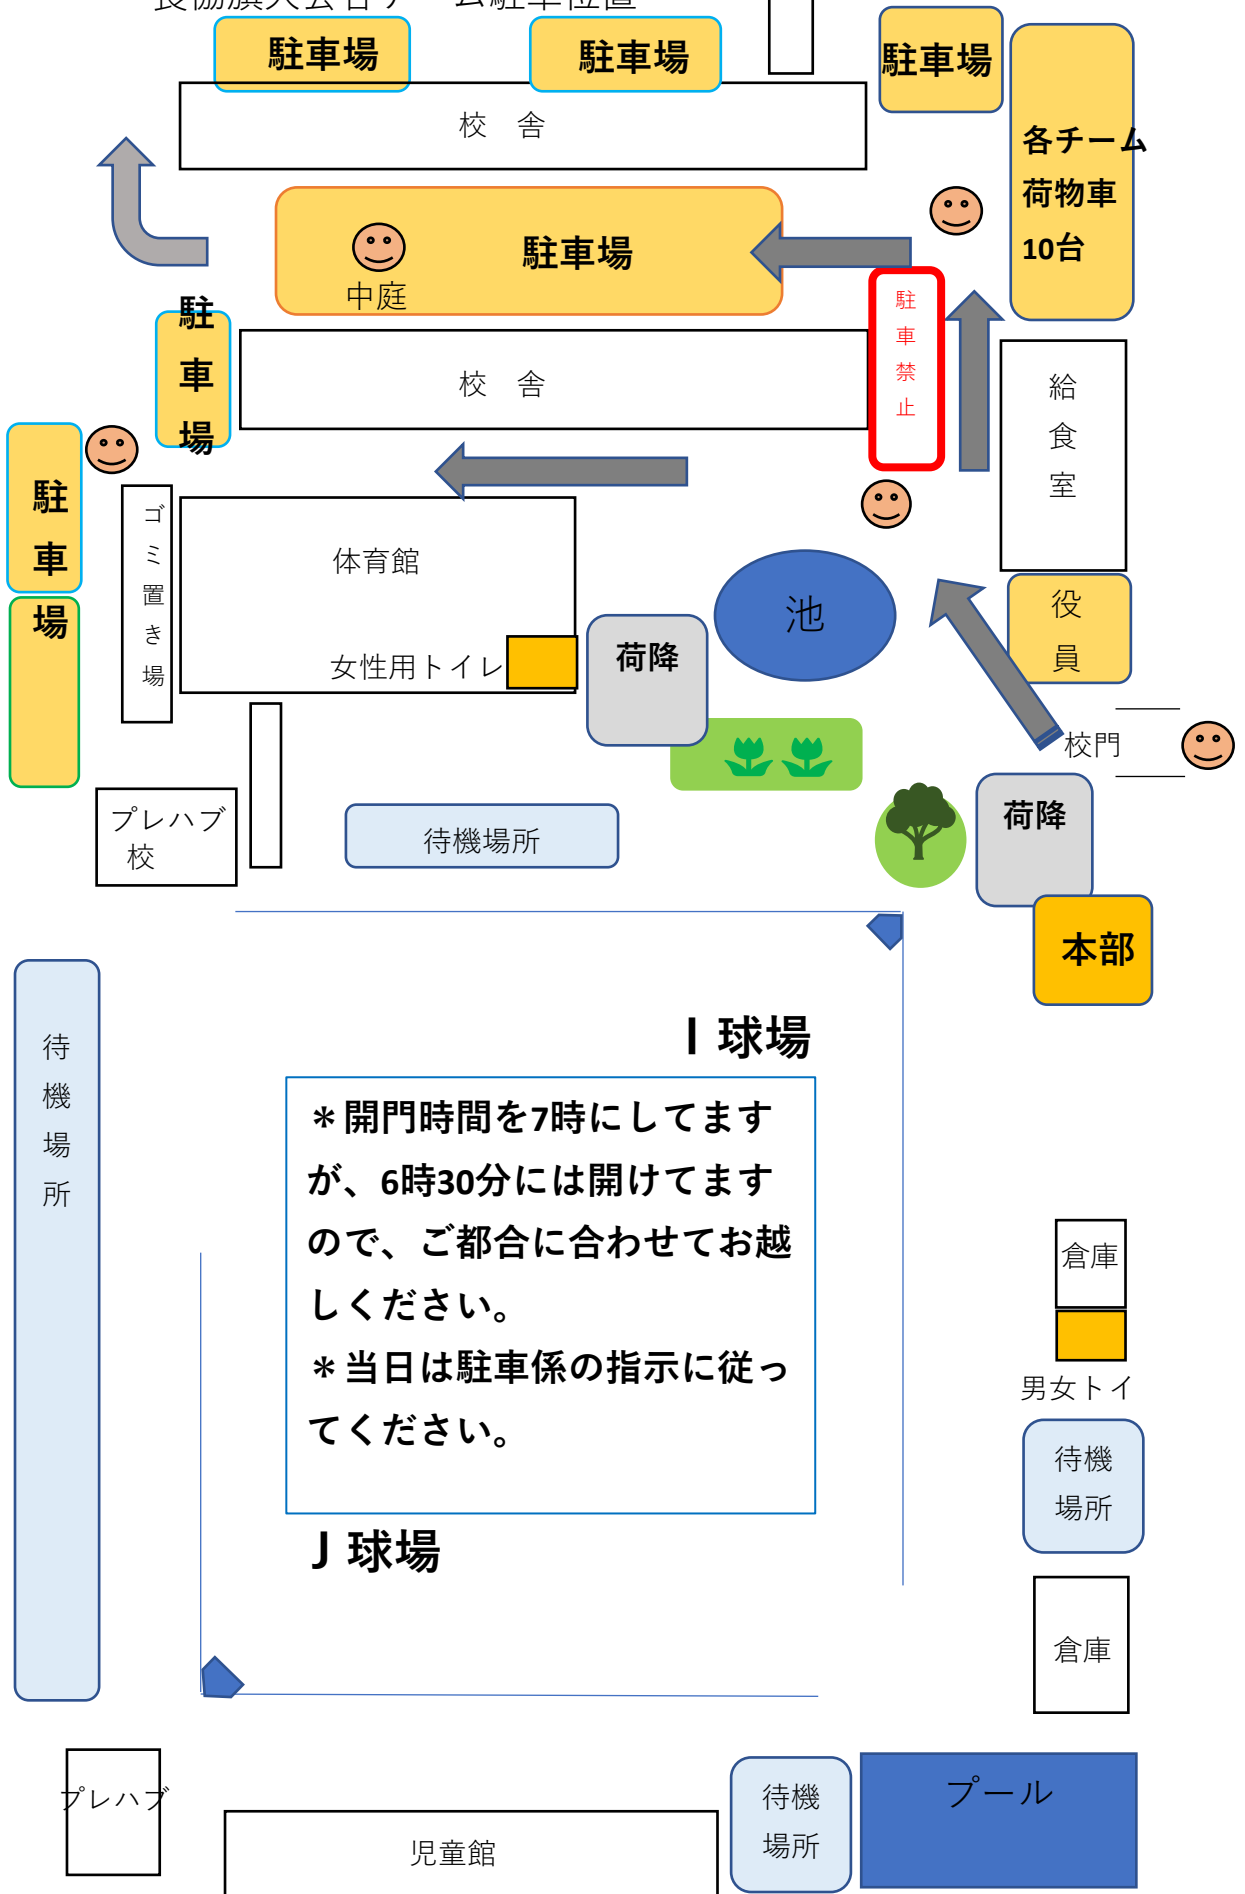 駐車場
駐車場
駐車場
校　舎
各チーム
荷物車
10台
駐車場
中庭
駐車禁止
駐車場
校　舎
給食室
駐車場
ゴミ置き場
体育館
女性用トイレ
荷降
池
役員
校門
プレハブ
校
待機場所
荷降
本部
待機場所
I 球場
＊開門時間を7時にしてます
が、6時30分には開けてます
ので、ご都合に合わせてお越
しください。
＊当日は駐車係の指示に従っ
てください。
J 球場
倉庫
男女トイ
待機
場所
倉庫
プレハブ
児童館
待機
場所
プール